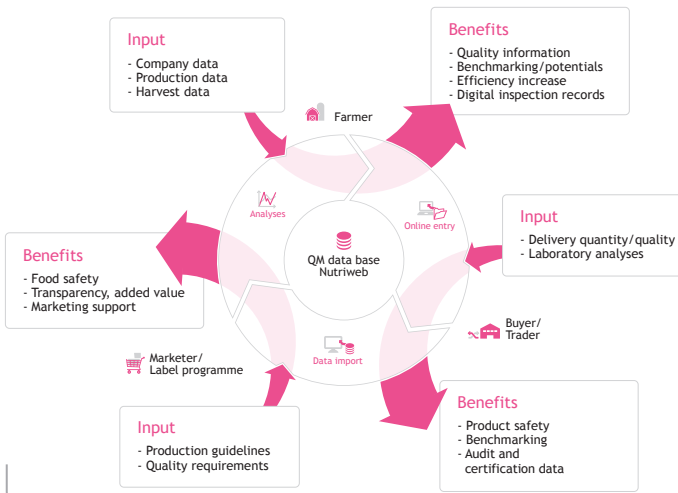 Input
- Company data
- Production data
- Harvest data
Benefits
- Quality information
- Benchmarking/potentials
- Efficiency increase
- Digital inspection records
Farmer
Analyses
Online entry
QM data base
Nutriweb
Data import
Input
- Delivery quantity/quality
- Laboratory analyses
Benefits
- Food safety
- Transparency, added value
- Marketing support
Buyer/
Trader
Marketer/
Label programme
Input
- Production guidelines
- Quality requirements
Benefits
- Product safety
- Benchmarking
- Audit and
certification data